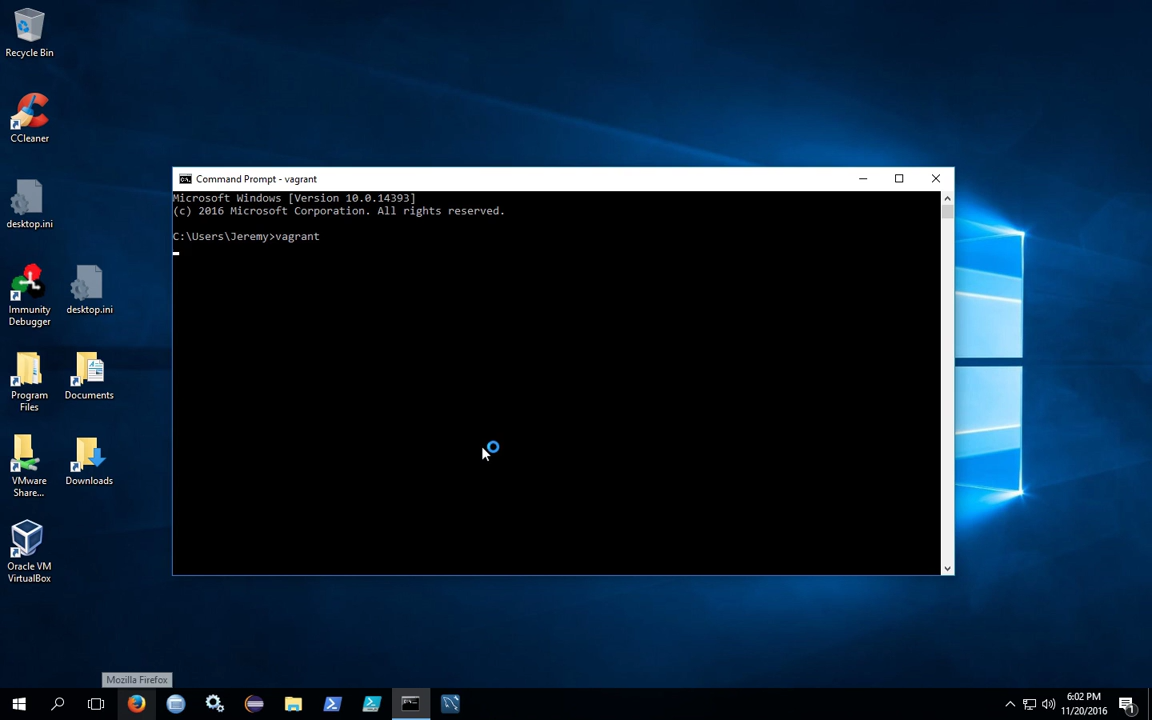 Recycle Bin
CCleaner
desktop.ini
Immunity
Debugger
desktop.ini
Program
Files
Documents
VMware
Share...
Downloads
Oracle VM
VirtualBox
Command Prompt - vagrant
Microsoft Windows [Version 10.0.14393]
(c) 2016 Microsoft Corporation. All rights reserved.
C:\Users\Jeremy>vagrant
Mozilla Firefox
6:02 PM
11/20/2016
1